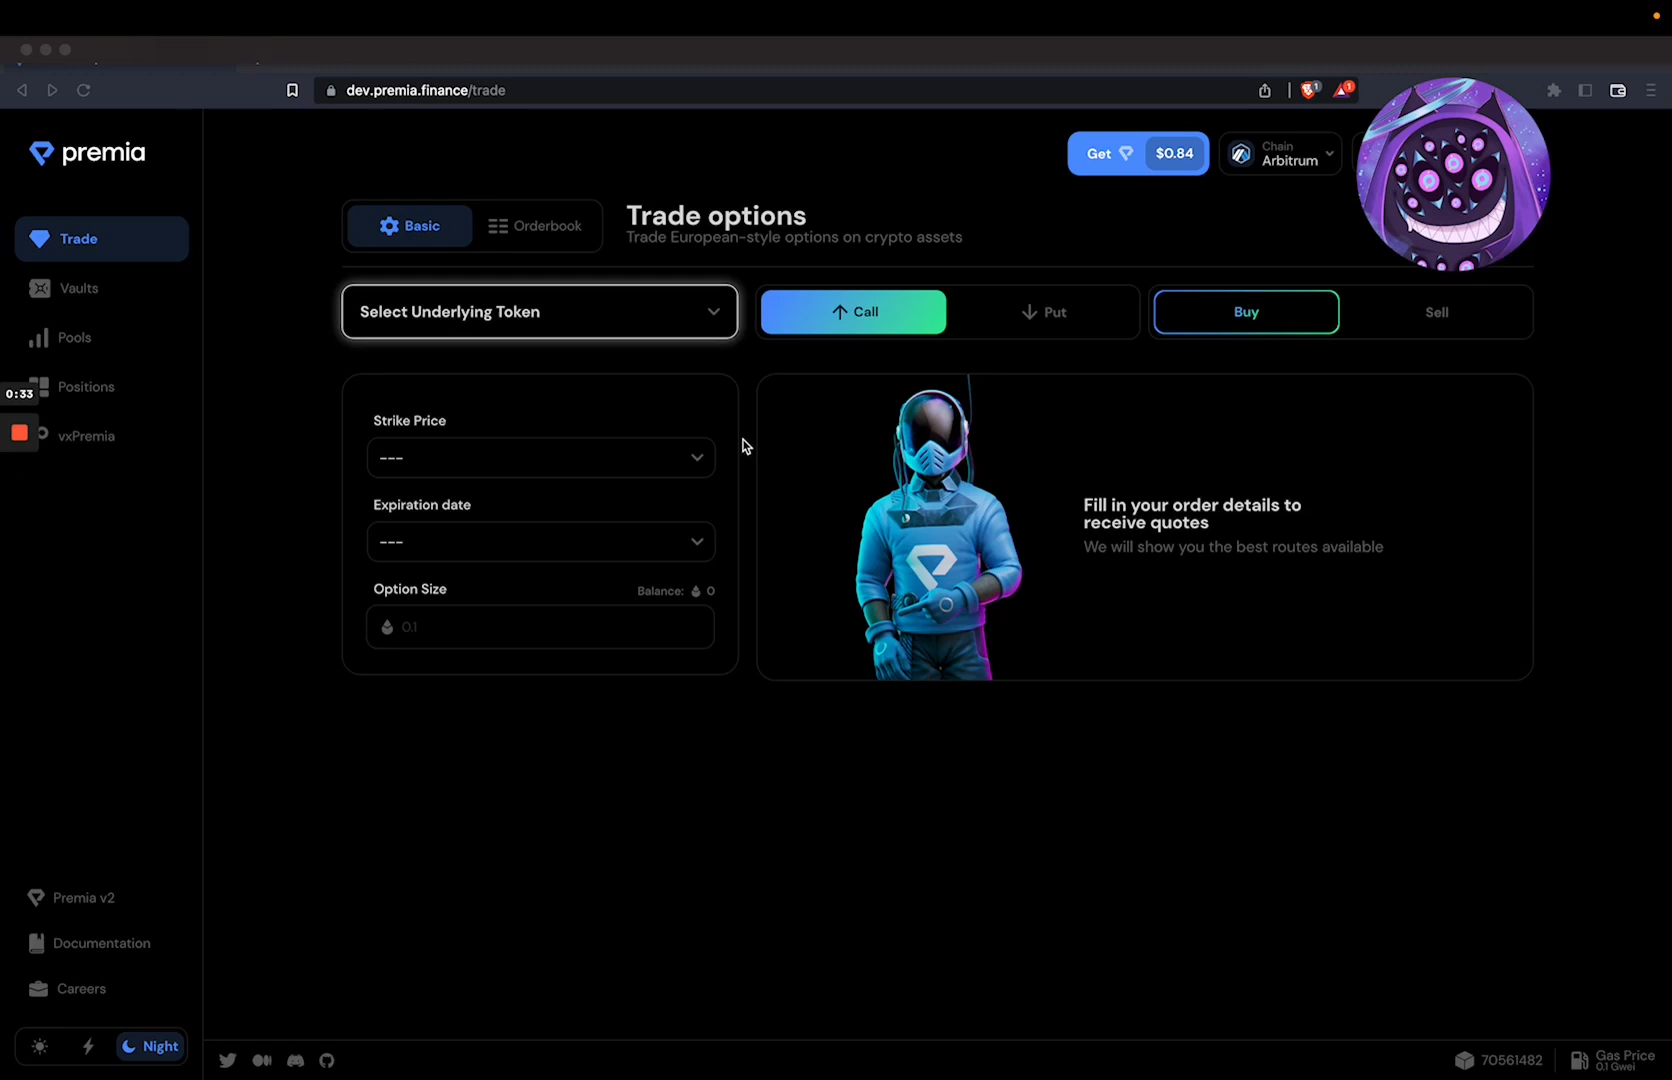 dev.premia.finance/trade
1
1
premia
Get $0.84
Chain
Arbitrum
Trade
Vaults
Pools
Positions
vxPremia
0:33
Basic
Orderbook
Trade options
Trade European-style options on crypto assets
Select Underlying Token
Call
Put
Buy
Sell
Strike Price
---
Expiration date
---
Option Size
Balance: 0
0.1
Fill in your order details to
receive quotes
We will show you the best routes available
Premia v2
Documentation
Careers
Night
70561482
Gas Price
0.1 Gwei